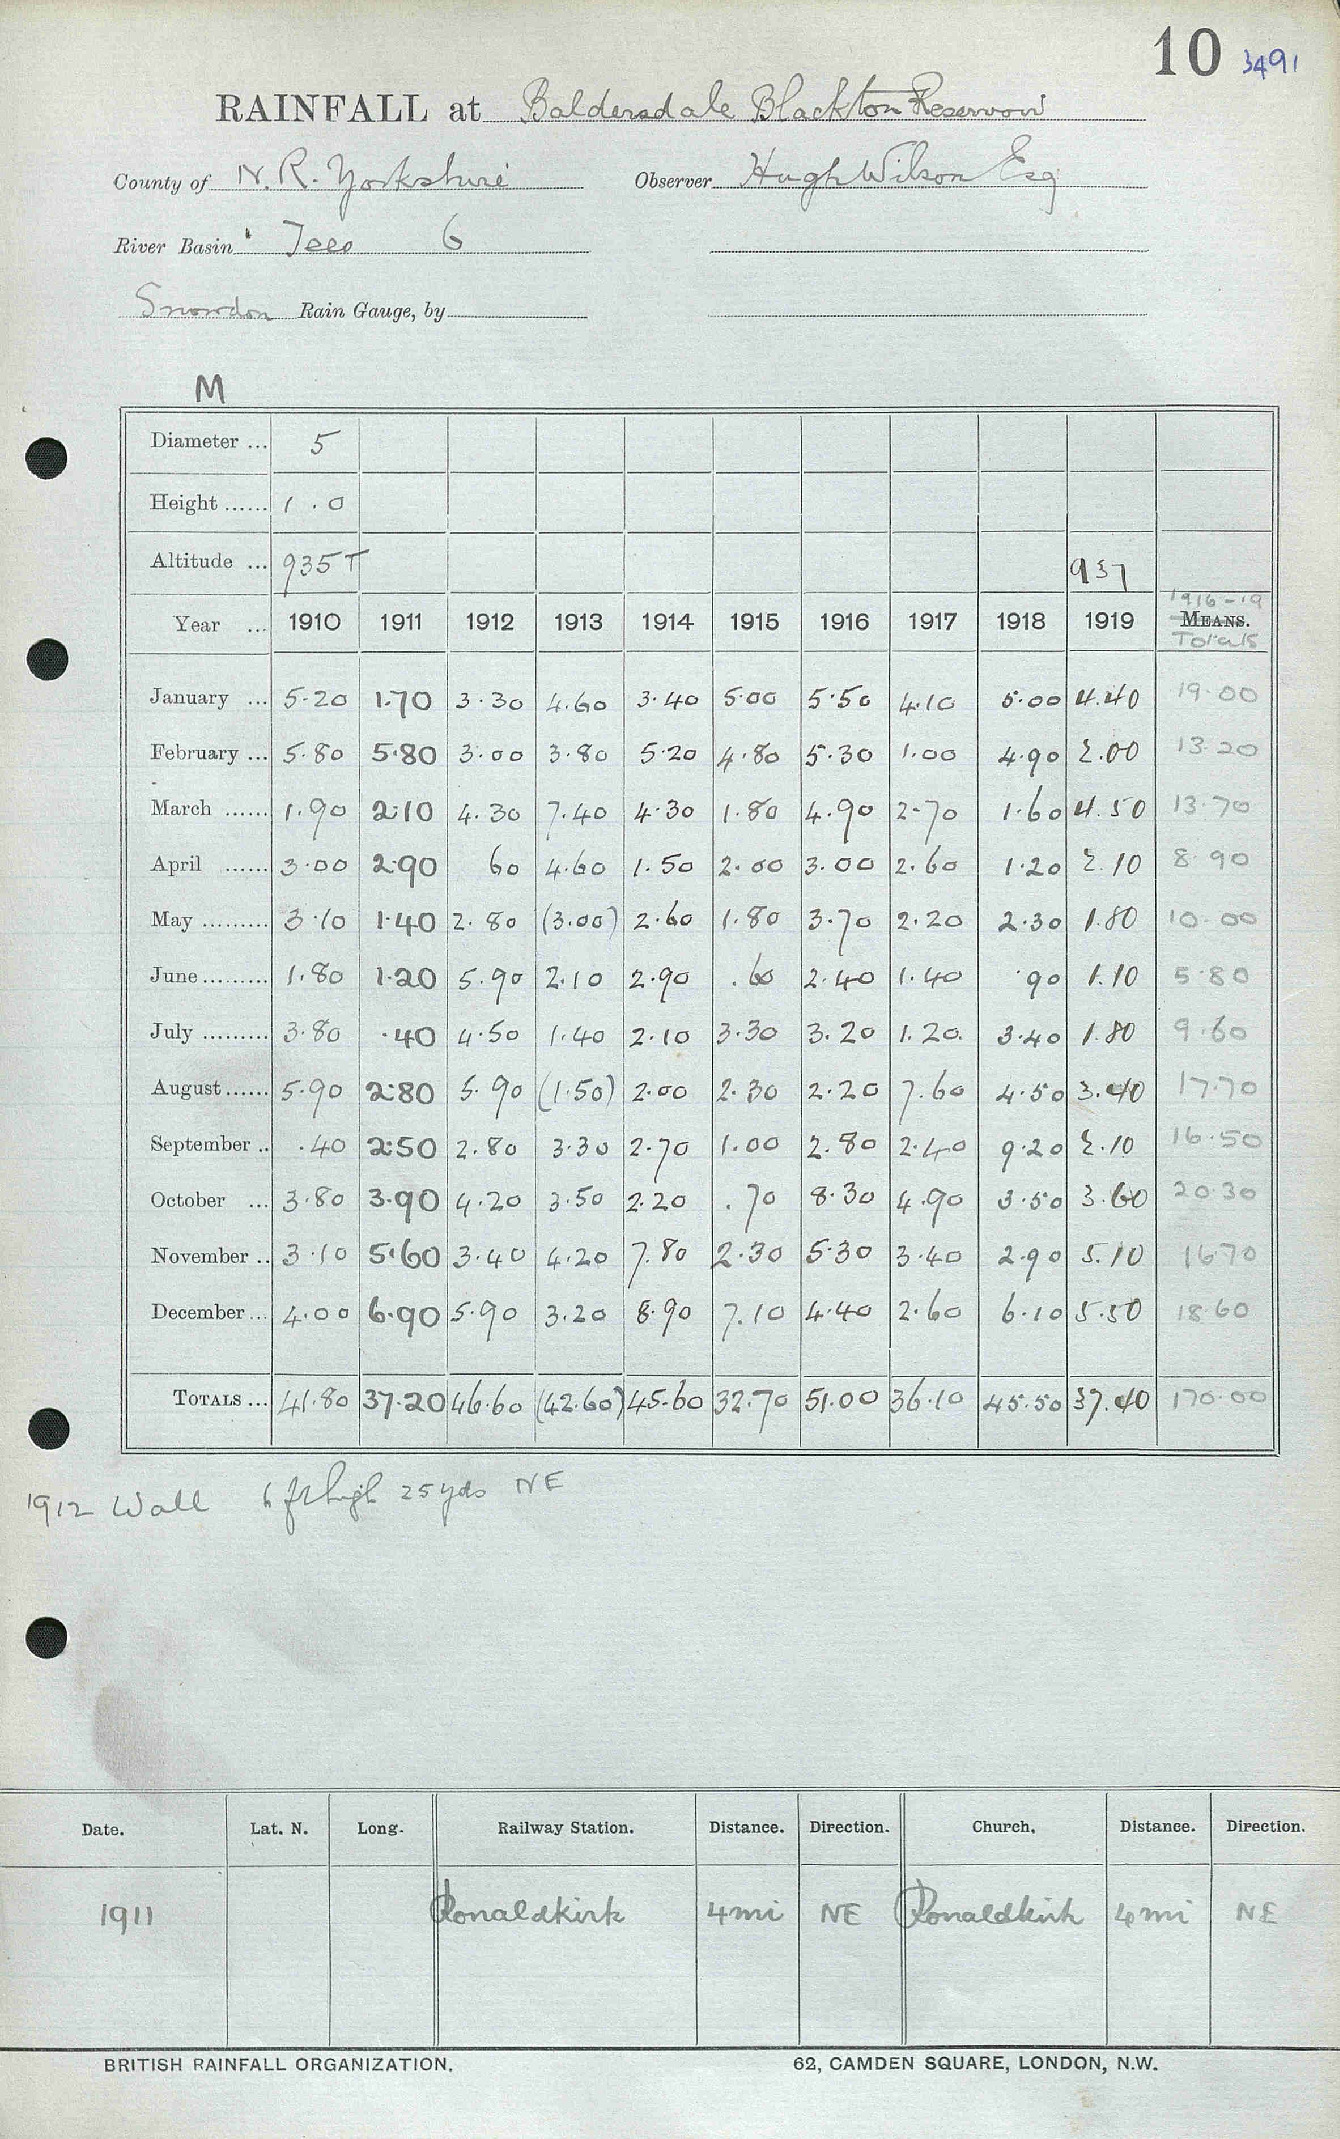 10 3491
RAINFALL at Baldersdale Blackton Reservoir
County of N. R. Yorkshire Observer Hugh Wilson Esq
River Basin Tees 6
Snowdon Rain Gauge, by
M
Diameter ... 5
Height ...... 1.0
Altitude ... 935T 937
1916-19
Year ... 1910 1911 1912 1913 1914 1915 1916 1917 1918 1919 MEANS.
Totals
January ... 5.20 1.70 3.30 4.60 3.40 5.00 5.50 4.10 5.00 4.40 19.00
February ... 5.80 5.80 3.00 3.80 5.20 4.80 5.30 1.00 4.90 2.00 13.20
March ...... 1.90 2.10 4.30 7.40 4.30 1.80 4.90 2.70 1.60 4.50 13.70
April ...... 3.00 2.90 60 4.60 1.50 2.00 3.00 2.60 1.20 2.10 8.90
May ......... 3.10 1.40 2.80 (3.00) 2.60 1.80 3.70 2.20 2.30 1.80 10.00
June ......... 1.80 1.20 5.90 2.10 2.90 .60 2.40 1.40 .90 1.10 5.80
July ......... 3.80 .40 4.50 1.40 2.10 3.30 3.20 1.20. 3.40 1.80 9.60
August ...... 5.90 2.80 5.90 (1.50) 2.00 2.30 2.20 7.60 4.50 3.40 17.70
September .. .40 2.50 2.80 3.30 2.70 1.00 2.80 2.40 9.20 2.10 16.50
October ... 3.80 3.90 4.20 3.50 2.20 .70 8.30 4.90 3.50 3.60 20.30
November .. 3.10 5.60 3.40 4.20 7.80 2.30 5.30 3.40 2.90 5.10 16.70
December ... 4.00 6.90 5.90 3.20 8.90 7.10 4.40 2.60 6.10 5.50 18.60
TOTALS ... 41.80 37.20 46.60 (42.60) 45.60 32.70 51.00 36.10 45.50 37.40 170.00
1912 Wall 6 ft high 25 yds NE
Date. Lat. N. Long. Railway Station. Distance. Direction. Church. Distance. Direction.
1911 Romaldkirk 4 mi NE Romaldkirk 4 mi NE
BRITISH RAINFALL ORGANIZATION. 62, CAMDEN SQUARE, LONDON, N.W.